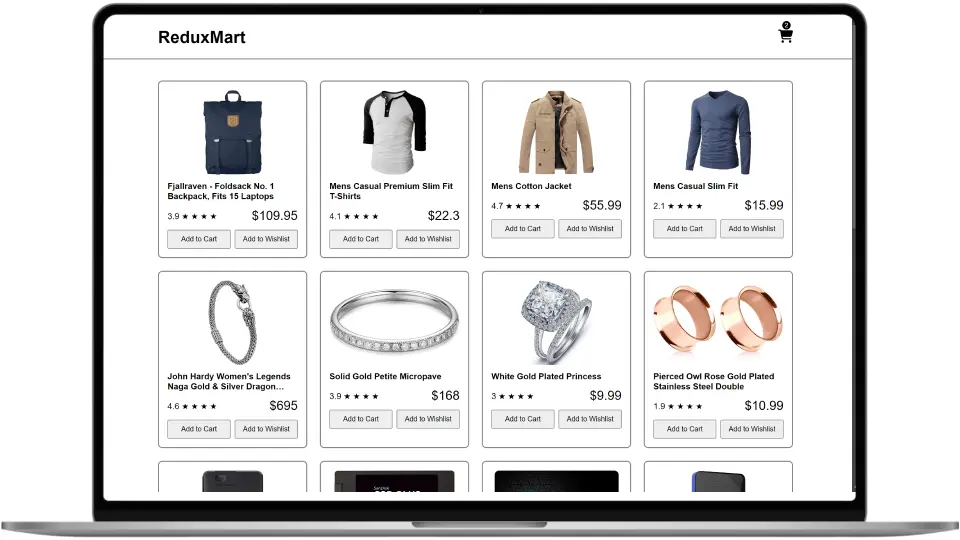 ReduxMart
2
Fjallraven - Foldsack No. 1
Backpack, Fits 15 Laptops
3.9 ★ ★ ★ ★ $109.95
Add to Cart Add to Wishlist
Mens Casual Premium Slim Fit
T-Shirts
4.1 ★ ★ ★ ★ $22.3
Add to Cart Add to Wishlist
Mens Cotton Jacket
4.7 ★ ★ ★ ★ $55.99
Add to Cart Add to Wishlist
Mens Casual Slim Fit
2.1 ★ ★ ★ ★ $15.99
Add to Cart Add to Wishlist
John Hardy Women's Legends
Naga Gold & Silver Dragon…
4.6 ★ ★ ★ ★ $695
Add to Cart Add to Wishlist
Solid Gold Petite Micropave
3.9 ★ ★ ★ ★ $168
Add to Cart Add to Wishlist
White Gold Plated Princess
3 ★ ★ ★ ★ $9.99
Add to Cart Add to Wishlist
Pierced Owl Rose Gold Plated
Stainless Steel Double
1.9 ★ ★ ★ ★ $10.99
Add to Cart Add to Wishlist
SanDisk